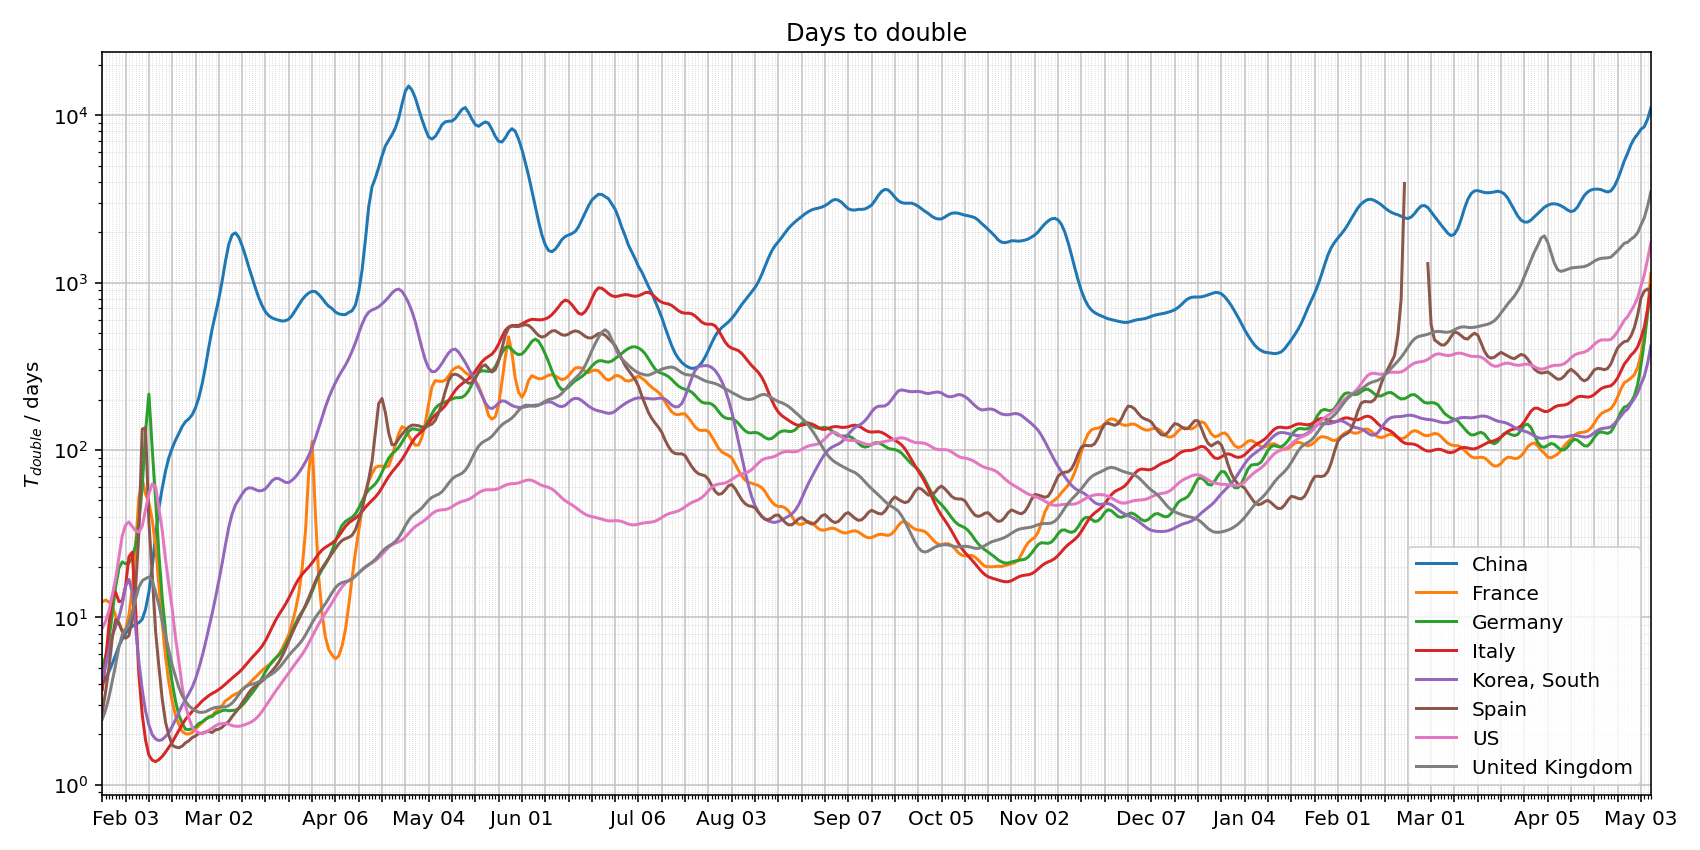 Days to double
T_double / days
10^4
10^3
10^2
10^1
10^0
Feb 03 Mar 02 Apr 06 May 04 Jun 01 Jul 06 Aug 03 Sep 07 Oct 05 Nov 02 Dec 07 Jan 04 Feb 01 Mar 01 Apr 05 May 03
China
France
Germany
Italy
Korea, South
Spain
US
United Kingdom